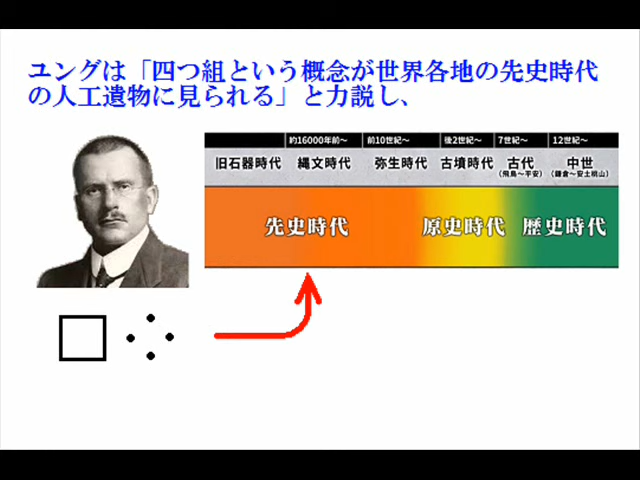 ユングは「四つ組という概念が世界各地の先史時代
の人工遺物に見られる」と力説し、
約16000年前～ 前10世紀～ 後2世紀～ 7世紀～ 12世紀～
旧石器時代 縄文時代 弥生時代 古墳時代 古代 中世
（飛鳥～平安） （鎌倉～安土桃山）
先史時代 原史時代 歴史時代